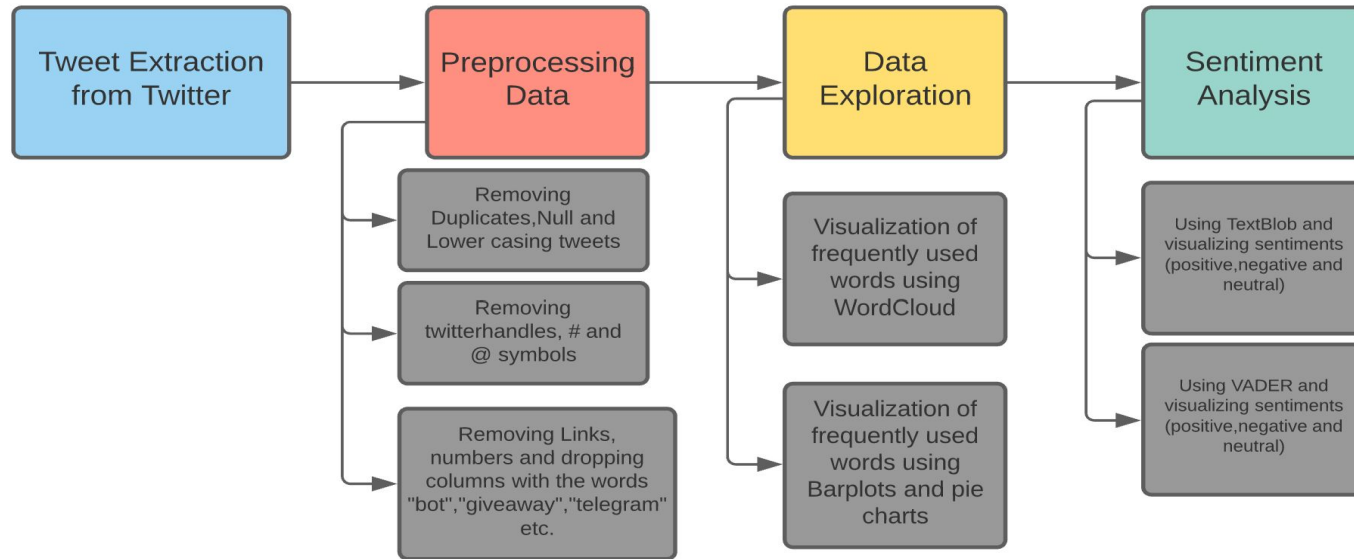 Tweet Extraction
from Twitter
Preprocessing
Data
Data
Exploration
Sentiment
Analysis
Removing
Duplicates,Null and
Lower casing tweets
Removing
twitterhandles, # and
@ symbols
Removing Links,
numbers and dropping
columns with the words
"bot","giveaway","telegram"
etc.
Visualization of
frequently used
words using
WordCloud
Visualization of
frequently used
words using
Barplots and pie
charts
Using TextBlob and
visualizing sentiments
(positive,negative and
neutral)
Using VADER and
visualizing sentiments
(positive,negative and
neutral)